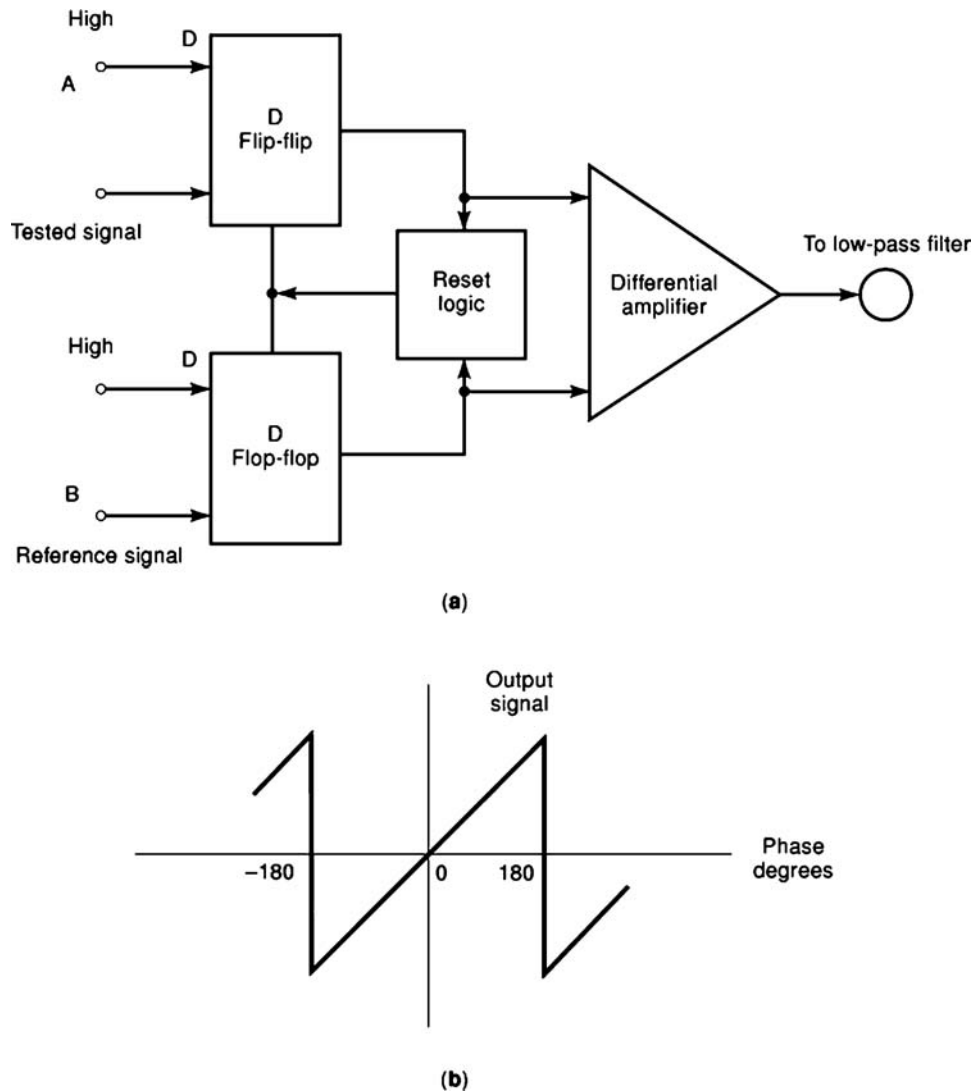 High
D
A
D
Flip-flip
Tested signal
Reset
logic
Differential
amplifier
To low-pass filter
High
D
D
Flop-flop
B
Reference signal
(a)
Output
signal
-180
0
180
Phase
degrees
(b)